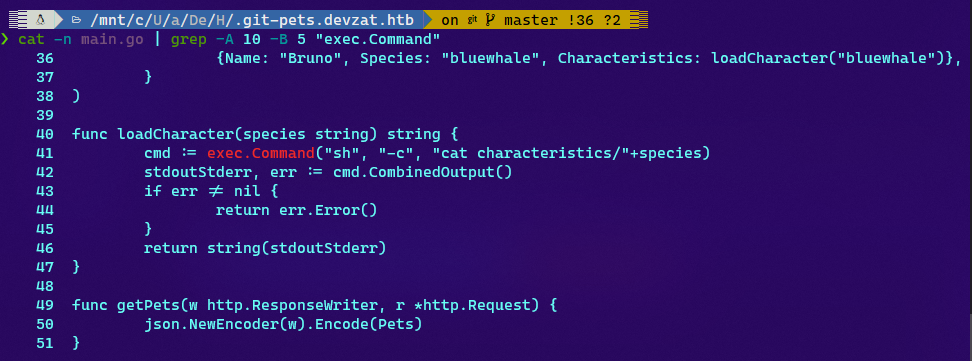 /mnt/c/U/a/De/H/.git-pets.devzat.htb on git master !36 ?2
❯ cat -n main.go | grep -A 10 -B 5 "exec.Command"
36 {Name: "Bruno", Species: "bluewhale", Characteristics: loadCharacter("bluewhale")},
37 }
38 )
39
40 func loadCharacter(species string) string {
41 cmd := exec.Command("sh", "-c", "cat characteristics/"+species)
42 stdoutStderr, err := cmd.CombinedOutput()
43 if err ≠ nil {
44 return err.Error()
45 }
46 return string(stdoutStderr)
47 }
48
49 func getPets(w http.ResponseWriter, r *http.Request) {
50 json.NewEncoder(w).Encode(Pets)
51 }